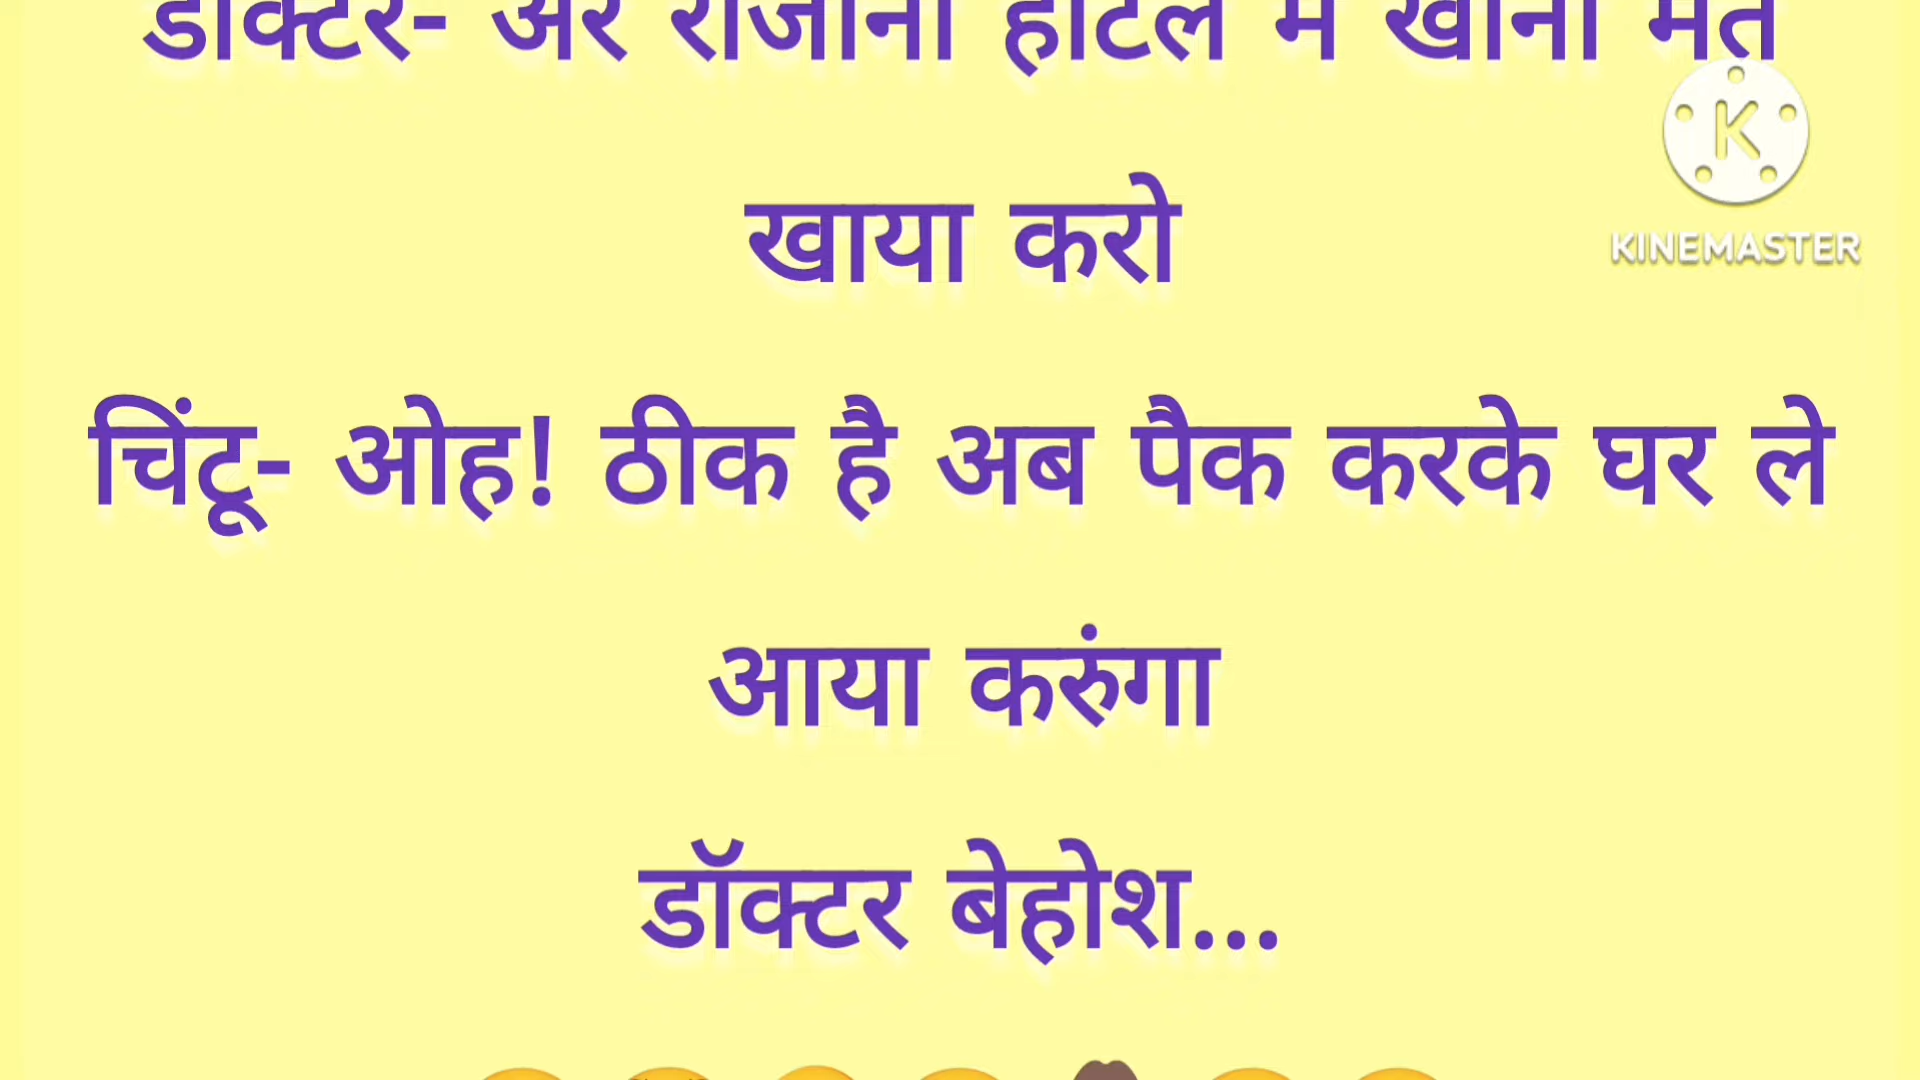 डॉक्टर- अरे रोजाना होटल में खाना मत
खाया करो
KINEMASTER
चिंटू- ओह! ठीक है अब पैक करके घर ले
आया करुंगा
डॉक्टर बेहोश...